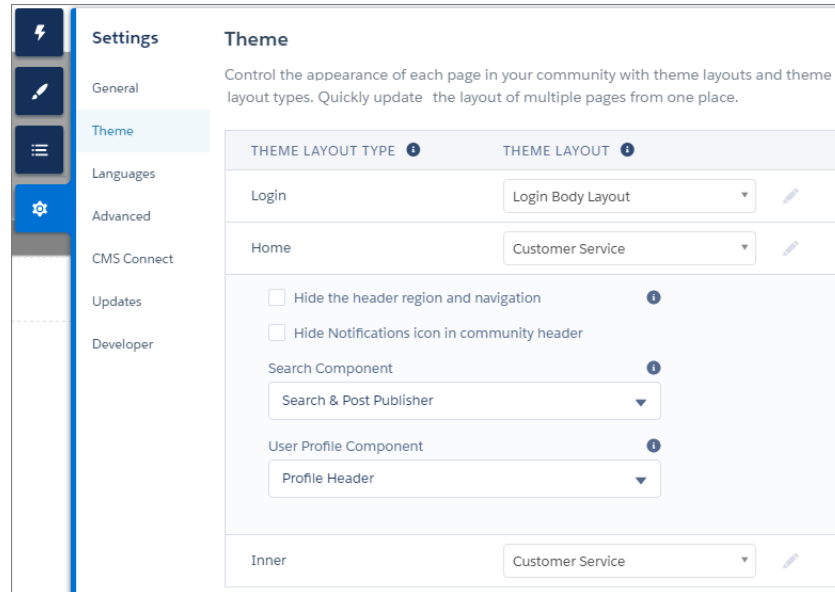 Settings
General
Theme
Languages
Advanced
CMS Connect
Updates
Developer
Theme
Control the appearance of each page in your community with theme layouts and theme
layout types. Quickly update the layout of multiple pages from one place.
THEME LAYOUT TYPE THEME LAYOUT
Login Login Body Layout
Home Customer Service
Hide the header region and navigation
Hide Notifications icon in community header
Search Component
Search & Post Publisher
User Profile Component
Profile Header
Inner Customer Service